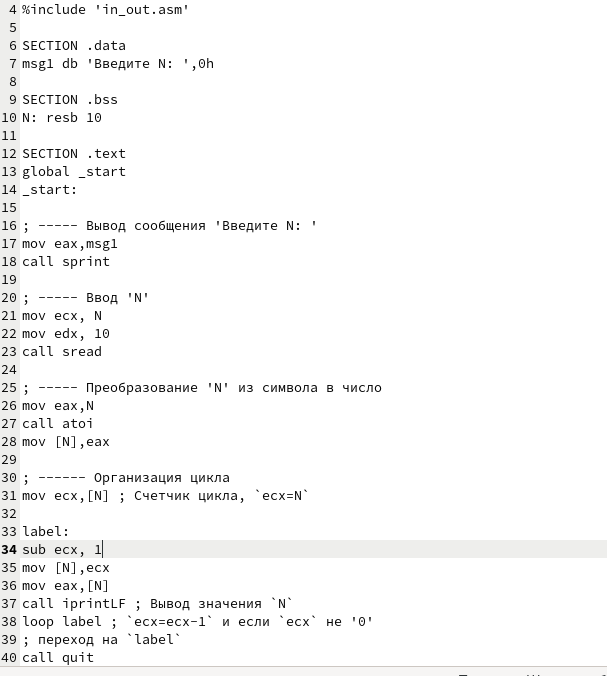 4 %include 'in_out.asm'
5
6 SECTION .data
7 msg1 db 'Введите N: ',0h
8
9 SECTION .bss
10 N: resb 10
11
12 SECTION .text
13 global _start
14 _start:
15
16 ; ----- Вывод сообщения 'Введите N: '
17 mov eax,msg1
18 call sprint
19
20 ; ----- Ввод 'N'
21 mov ecx, N
22 mov edx, 10
23 call sread
24
25 ; ----- Преобразование 'N' из символа в число
26 mov eax,N
27 call atoi
28 mov [N],eax
29
30 ; ------ Организация цикла
31 mov ecx,[N] ; Счетчик цикла, `ecx=N`
32
33 label:
34 sub ecx, 1
35 mov [N],ecx
36 mov eax,[N]
37 call iprintLF ; Вывод значения `N`
38 loop label ; `ecx=ecx-1` и если `ecx` не '0'
39 ; переход на `label`
40 call quit